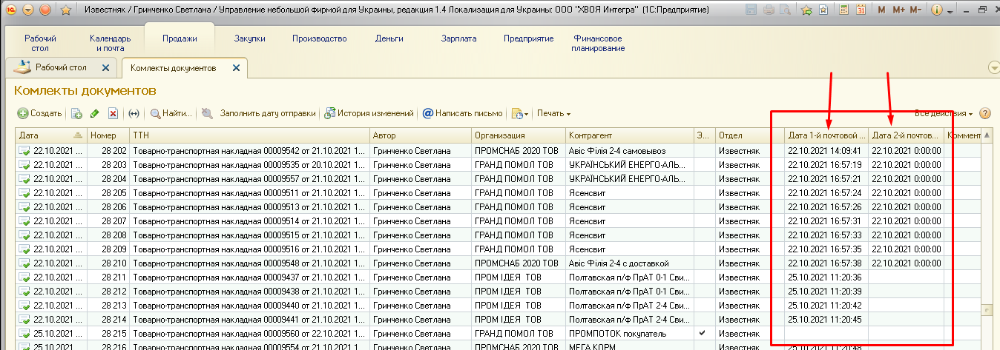 Известняк / Гринченко Светлана / Управление небольшой фирмой для Украины, редакция 1.4 Локализация для Украины: ООО "ХВОЯ Интегра" (1С:Предприятие)
M M+ M-
Рабочий стол Календарь и почта Продажи Закупки Производство Деньги Зарплата Предприятие Финансовое планирование
Рабочий стол Комлекты документов
Комлекты документов
Создать Найти... Заполнить дату отправки История изменений Написать письмо Печать Все действия
Дата Номер ТТН Автор Организация Контрагент Э... Отдел Дата 1-й почтовой ... Дата 2-й почтов... Коммент
22.10.2021 ... 28 202 Товарно-транспортная накладная 00009542 от 21.10.2021 1... Гринченко Светлана ПРОМСНАБ 2020 ТОВ Авіс Філія 2-4 самовывоз Известняк 22.10.2021 14:09:41 22.10.2021 0:00:00
22.10.2021 ... 28 203 Товарно-транспортная накладная 00009535 от 20.10.2021 1... Гринченко Светлана ГРАНД ПОМОЛ ТОВ УКРАЇНСЬКИЙ ЕНЕРГО-АЛЬ... Известняк 22.10.2021 16:57:19 22.10.2021 0:00:00
22.10.2021 ... 28 204 Товарно-транспортная накладная 00009557 от 21.10.2021 1... Гринченко Светлана ГРАНД ПОМОЛ ТОВ УКРАЇНСЬКИЙ ЕНЕРГО-АЛЬ... Известняк 22.10.2021 16:57:21 22.10.2021 0:00:00
22.10.2021 ... 28 205 Товарно-транспортная накладная 00009511 от 21.10.2021 1... Гринченко Светлана ГРАНД ПОМОЛ ТОВ Ясенсвит Известняк 22.10.2021 16:57:24 22.10.2021 0:00:00
22.10.2021 ... 28 206 Товарно-транспортная накладная 00009513 от 21.10.2021 1... Гринченко Светлана ГРАНД ПОМОЛ ТОВ Ясенсвит Известняк 22.10.2021 16:57:26 22.10.2021 0:00:00
22.10.2021 ... 28 207 Товарно-транспортная накладная 00009514 от 21.10.2021 1... Гринченко Светлана ГРАНД ПОМОЛ ТОВ Ясенсвит Известняк 22.10.2021 16:57:31 22.10.2021 0:00:00
22.10.2021 ... 28 208 Товарно-транспортная накладная 00009515 от 21.10.2021 1... Гринченко Светлана ГРАНД ПОМОЛ ТОВ Ясенсвит Известняк 22.10.2021 16:57:33 22.10.2021 0:00:00
22.10.2021 ... 28 209 Товарно-транспортная накладная 00009516 от 21.10.2021 1... Гринченко Светлана ГРАНД ПОМОЛ ТОВ Ясенсвит Известняк 22.10.2021 16:57:35 22.10.2021 0:00:00
22.10.2021 ... 28 210 Товарно-транспортная накладная 00009548 от 21.10.2021 1... Гринченко Светлана ПРОМСНАБ 2020 ТОВ Авіс Філія 2-4 с доставкой Известняк 22.10.2021 16:57:38 22.10.2021 0:00:00
22.10.2021 ... 28 211 Товарно-транспортная накладная 00009437 от 21.10.2021 1... Гринченко Светлана ПРОМ ІДЕЯ ТОВ Полтавская п/ф ПрАТ 0-1 Сви... Известняк 25.10.2021 11:20:36
22.10.2021 ... 28 212 Товарно-транспортная накладная 00009438 от 21.10.2021 1... Гринченко Светлана ПРОМ ІДЕЯ ТОВ Полтавская п/ф ПрАТ 0-1 Сви... Известняк 25.10.2021 11:20:39
22.10.2021 ... 28 213 Товарно-транспортная накладная 00009440 от 21.10.2021 1... Гринченко Светлана ПРОМ ІДЕЯ ТОВ Полтавская п/ф ПрАТ 2-4 Сви... Известняк 25.10.2021 11:20:42
22.10.2021 ... 28 214 Товарно-транспортная накладная 00009441 от 21.10.2021 1... Гринченко Светлана ПРОМ ІДЕЯ ТОВ Полтавская п/ф ПрАТ 2-4 Сви... Известняк 25.10.2021 11:20:45
25.10.2021 ... 28 215 Товарно-транспортная накладная 00009560 от 22.10.2021 1... Гринченко Светлана ГРАНД ПОМОЛ ТОВ ПРОМПОТОК покупатель Известняк
25.10.2021 ... 28 216 Товарно-транспортная накладная 00009554 от 21.10.2021 1... Гринченко Светлана ГРАНД ПОМОЛ ТОВ МЕГА КОРМ Известняк